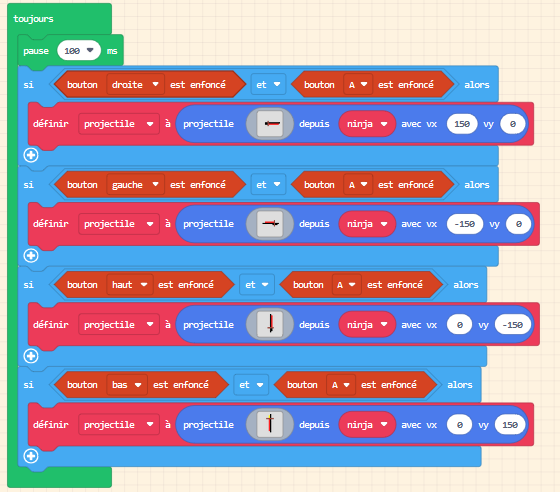 toujours
pause 100 ms
si bouton droite est enfoncé et bouton A est enfoncé alors
définir projectile à projectile depuis ninja avec vx 150 vy 0
si bouton gauche est enfoncé et bouton A est enfoncé alors
définir projectile à projectile depuis ninja avec vx -150 vy 0
si bouton haut est enfoncé et bouton A est enfoncé alors
définir projectile à projectile depuis ninja avec vx 0 vy -150
si bouton bas est enfoncé et bouton A est enfoncé alors
définir projectile à projectile depuis ninja avec vx 0 vy 150